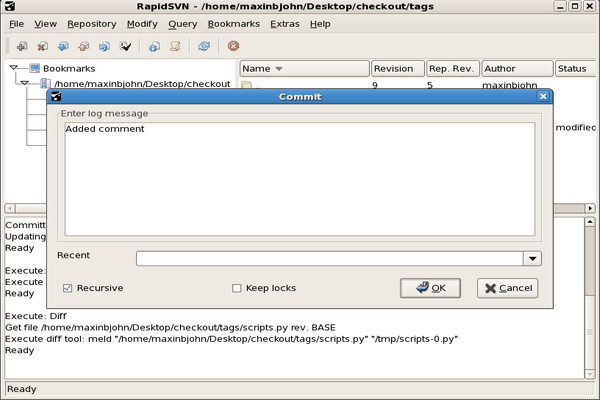 RapidSVN - /home/maxinbjohn/Desktop/checkout/tags
File View Repository Modify Query Bookmarks Extras Help
Bookmarks
/home/maxinbjohn/Desktop/checkout
Name Revision Rep. Rev. Author Status
. 9 5 maxinbjohn
modified
Commit
Enter log message
Added comment
Recent
Recursive Keep locks OK Cancel
Committ
Updating
Ready
Execute:
Execute
Ready
Execute: Diff
Get file /home/maxinbjohn/Desktop/checkout/tags/scripts.py rev. BASE
Execute diff tool: meld "/home/maxinbjohn/Desktop/checkout/tags/scripts.py" "/tmp/scripts-0.py"
Ready
Ready